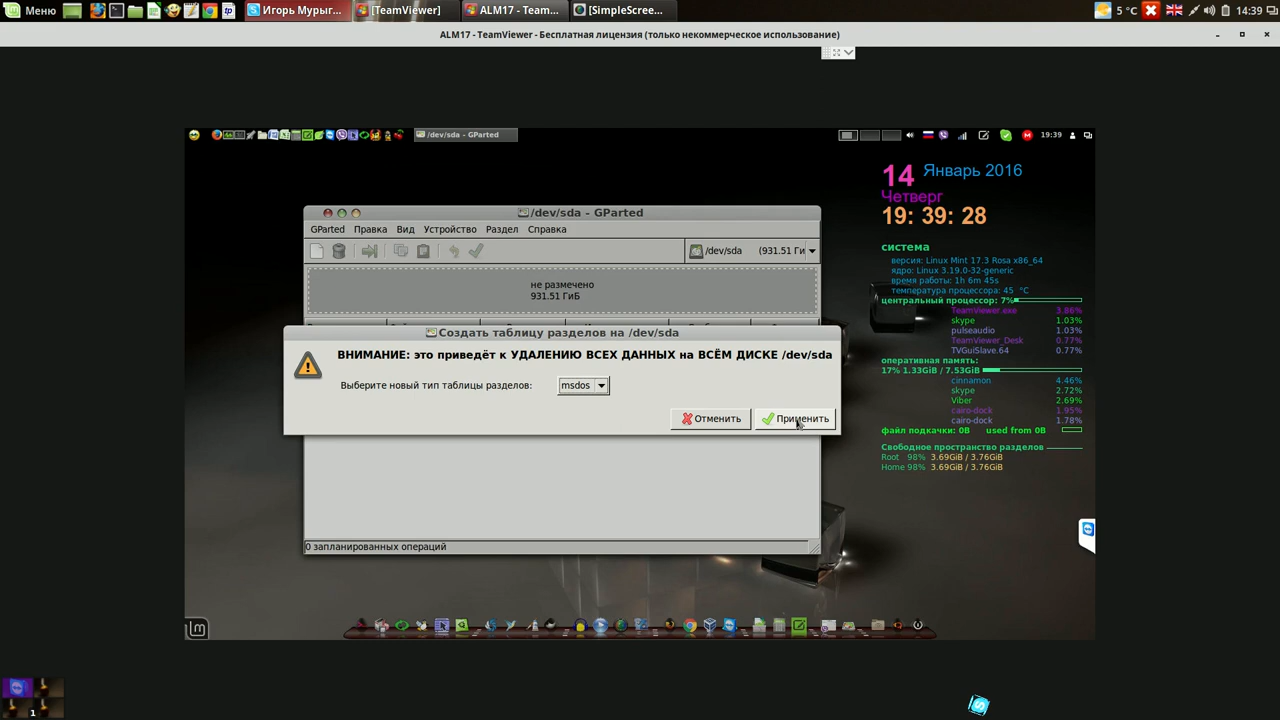 Меню
Игорь Мурыг...
[TeamViewer]
ALM17 - Team...
[SimpleScree...
5 °C
14:39
ALM17 - TeamViewer - Бесплатная лицензия (только некоммерческое использование)
/dev/sda - GParted
19:39
14 Январь 2016
Четверг
19: 39: 28
/dev/sda - GParted
GParted Правка Вид Устройство Раздел Справка
/dev/sda (931.51 Ги
не размечено
931.51 ГиБ
Создать таблицу разделов на /dev/sda
ВНИМАНИЕ: это приведёт к УДАЛЕНИЮ ВСЕХ ДАННЫХ на ВСЁМ ДИСКЕ /dev/sda
Выберите новый тип таблицы разделов: msdos
Отменить Применить
0 запланированных операций
система
версия: Linux Mint 17.3 Rosa x86_64
ядро: Linux 3.19.0-32-generic
время работы: 1h 6m 45s
температура процессора: 45 °C
центральный процессор: 7%
TeamViewer.exe 3.86%
skype 1.03%
pulseaudio 1.03%
TeamViewer_Desk 0.77%
TVGuiSlave.64 0.77%
оперативная память:
17% 1.33GiB / 7.53GiB
cinnamon 4.46%
skype 2.72%
Viber 2.69%
cairo-dock 1.95%
cairo-dock 1.78%
файл подкачки: 0B used from 0B
Свободное пространство разделов
Root 98% 3.69GiB / 3.76GiB
Home 98% 3.69GiB / 3.76GiB
1